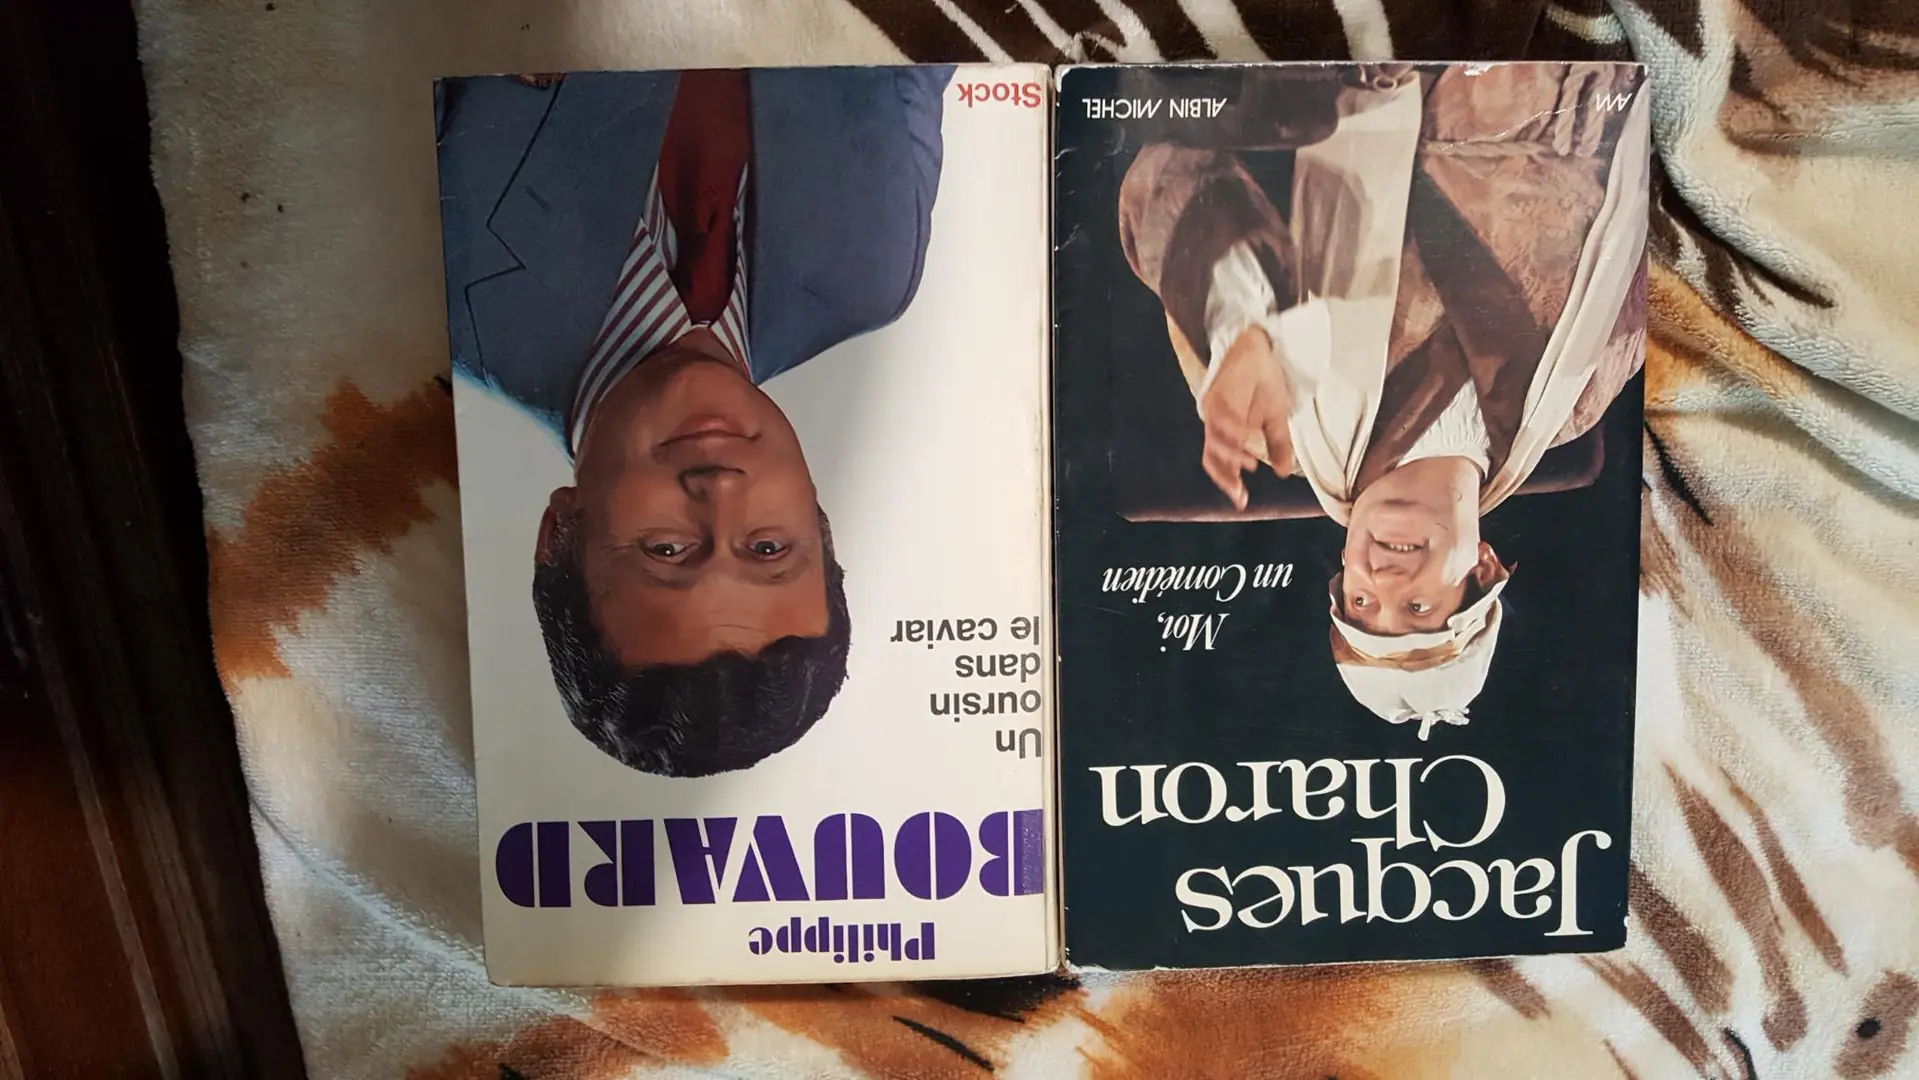 Philippe
BOUVARD
Un
oursin
dans
le caviar
Stock
Jacques
Charon
Moi,
un Comédien
AM
ALBIN MICHEL